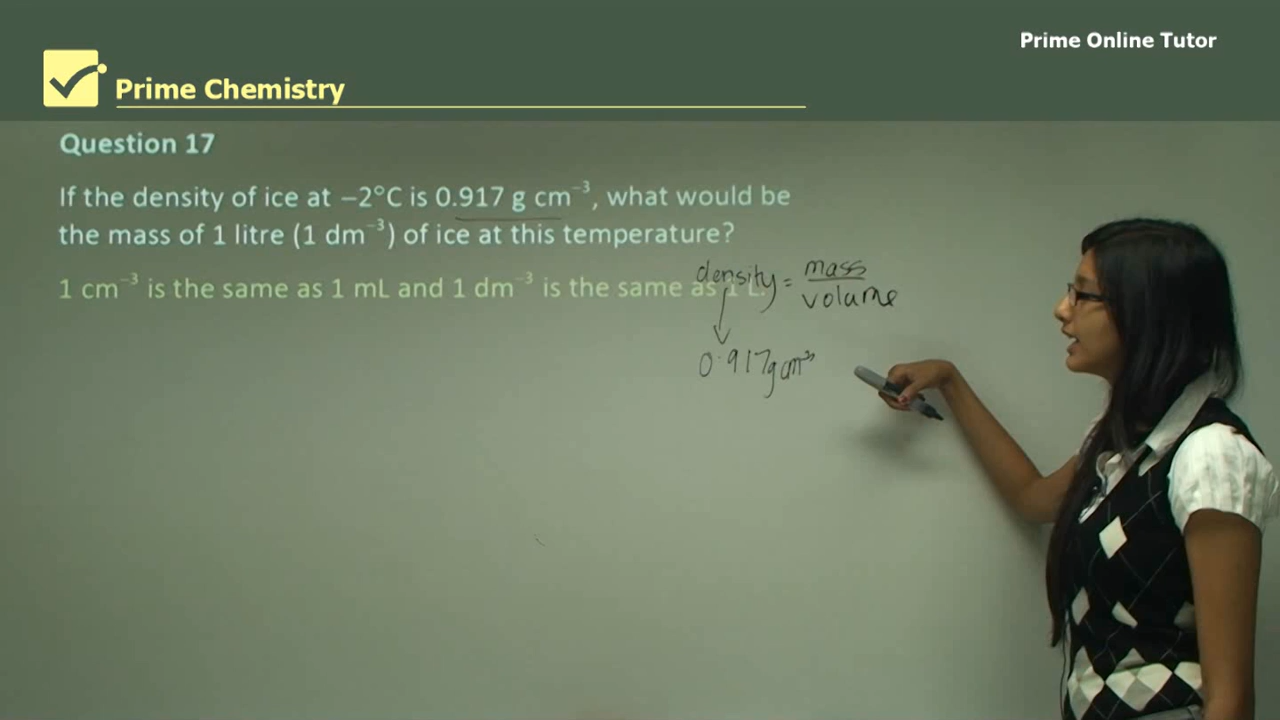 Prime Online Tutor
Prime Chemistry
Question 17
If the density of ice at −2°C is 0.917 g cm⁻³, what would be
the mass of 1 litre (1 dm⁻³) of ice at this temperature?
1 cm⁻³ is the same as 1 mL and 1 dm⁻³ is the same as 1 L.
density = mass
volume
0.917gcm⁻³